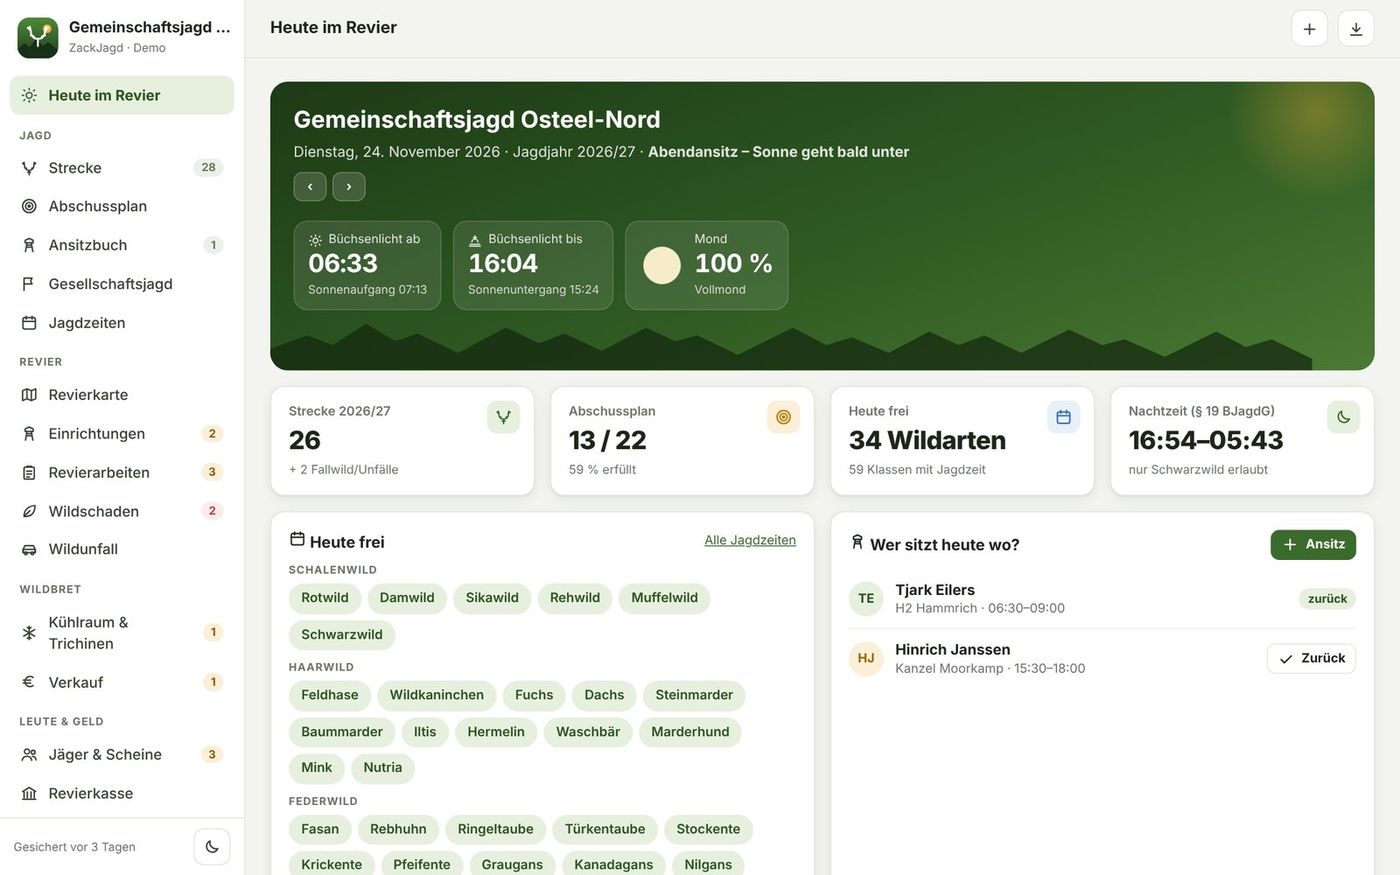 Gemeinschaftsjagd ...
ZackJagd · Demo
Heute im Revier
JAGD
Strecke 28
Abschussplan
Ansitzbuch 1
Gesellschaftsjagd
Jagdzeiten
REVIER
Revierkarte
Einrichtungen 2
Revierarbeiten 3
Wildschaden 2
Wildunfall
WILDBRET
Kühlraum &
Trichinen 1
Verkauf 1
LEUTE & GELD
Jäger & Scheine 3
Revierkasse
Gesichert vor 3 Tagen
Heute im Revier
Gemeinschaftsjagd Osteel-Nord
Dienstag, 24. November 2026 · Jagdjahr 2026/27 · Abendansitz – Sonne geht bald unter
‹ ›
Büchsenlicht ab
06:33
Sonnenaufgang 07:13
Büchsenlicht bis
16:04
Sonnenuntergang 15:24
Mond
100 %
Vollmond
Strecke 2026/27
26
+ 2 Fallwild/Unfälle
Abschussplan
13 / 22
59 % erfüllt
Heute frei
34 Wildarten
59 Klassen mit Jagdzeit
Nachtzeit (§ 19 BJagdG)
16:54–05:43
nur Schwarzwild erlaubt
Heute frei
Alle Jagdzeiten
SCHALENWILD
Rotwild Damwild Sikawild Rehwild Muffelwild
Schwarzwild
HAARWILD
Feldhase Wildkaninchen Fuchs Dachs Steinmarder
Baummarder Iltis Hermelin Waschbär Marderhund
Mink Nutria
FEDERWILD
Fasan Rebhuhn Ringeltaube Türkentaube Stockente
Krickente Pfeifente Graugans Kanadagans Nilgans
Wer sitzt heute wo?
+ Ansitz
TE
Tjark Eilers
H2 Hammrich · 06:30–09:00
zurück
HJ
Hinrich Janssen
Kanzel Moorkamp · 15:30–18:00
Zurück